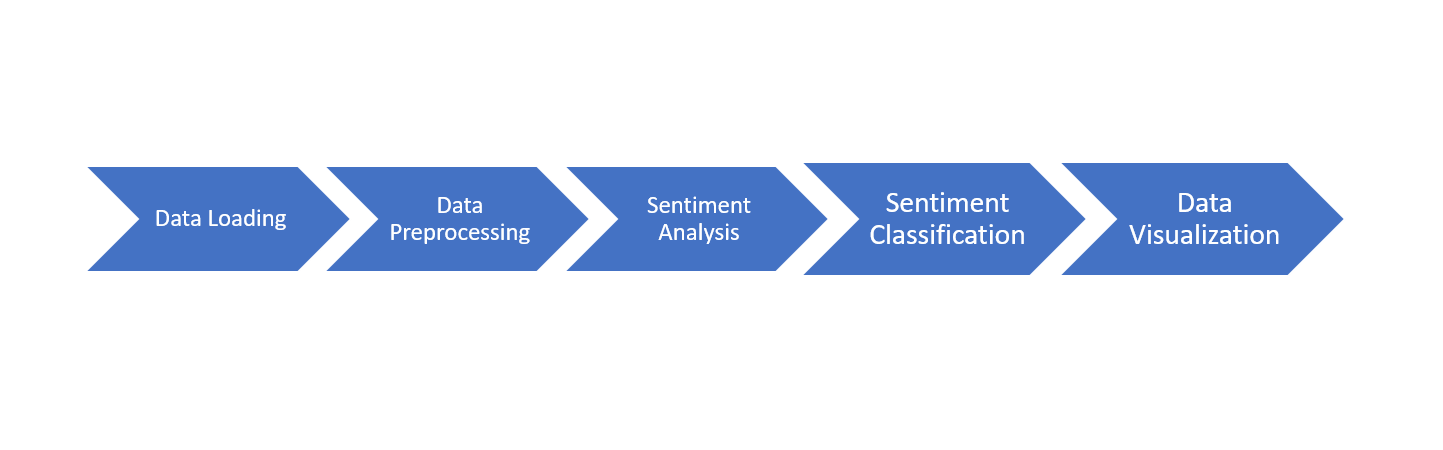 Data Loading
Data
Preprocessing
Sentiment
Analysis
Sentiment
Classification
Data
Visualization